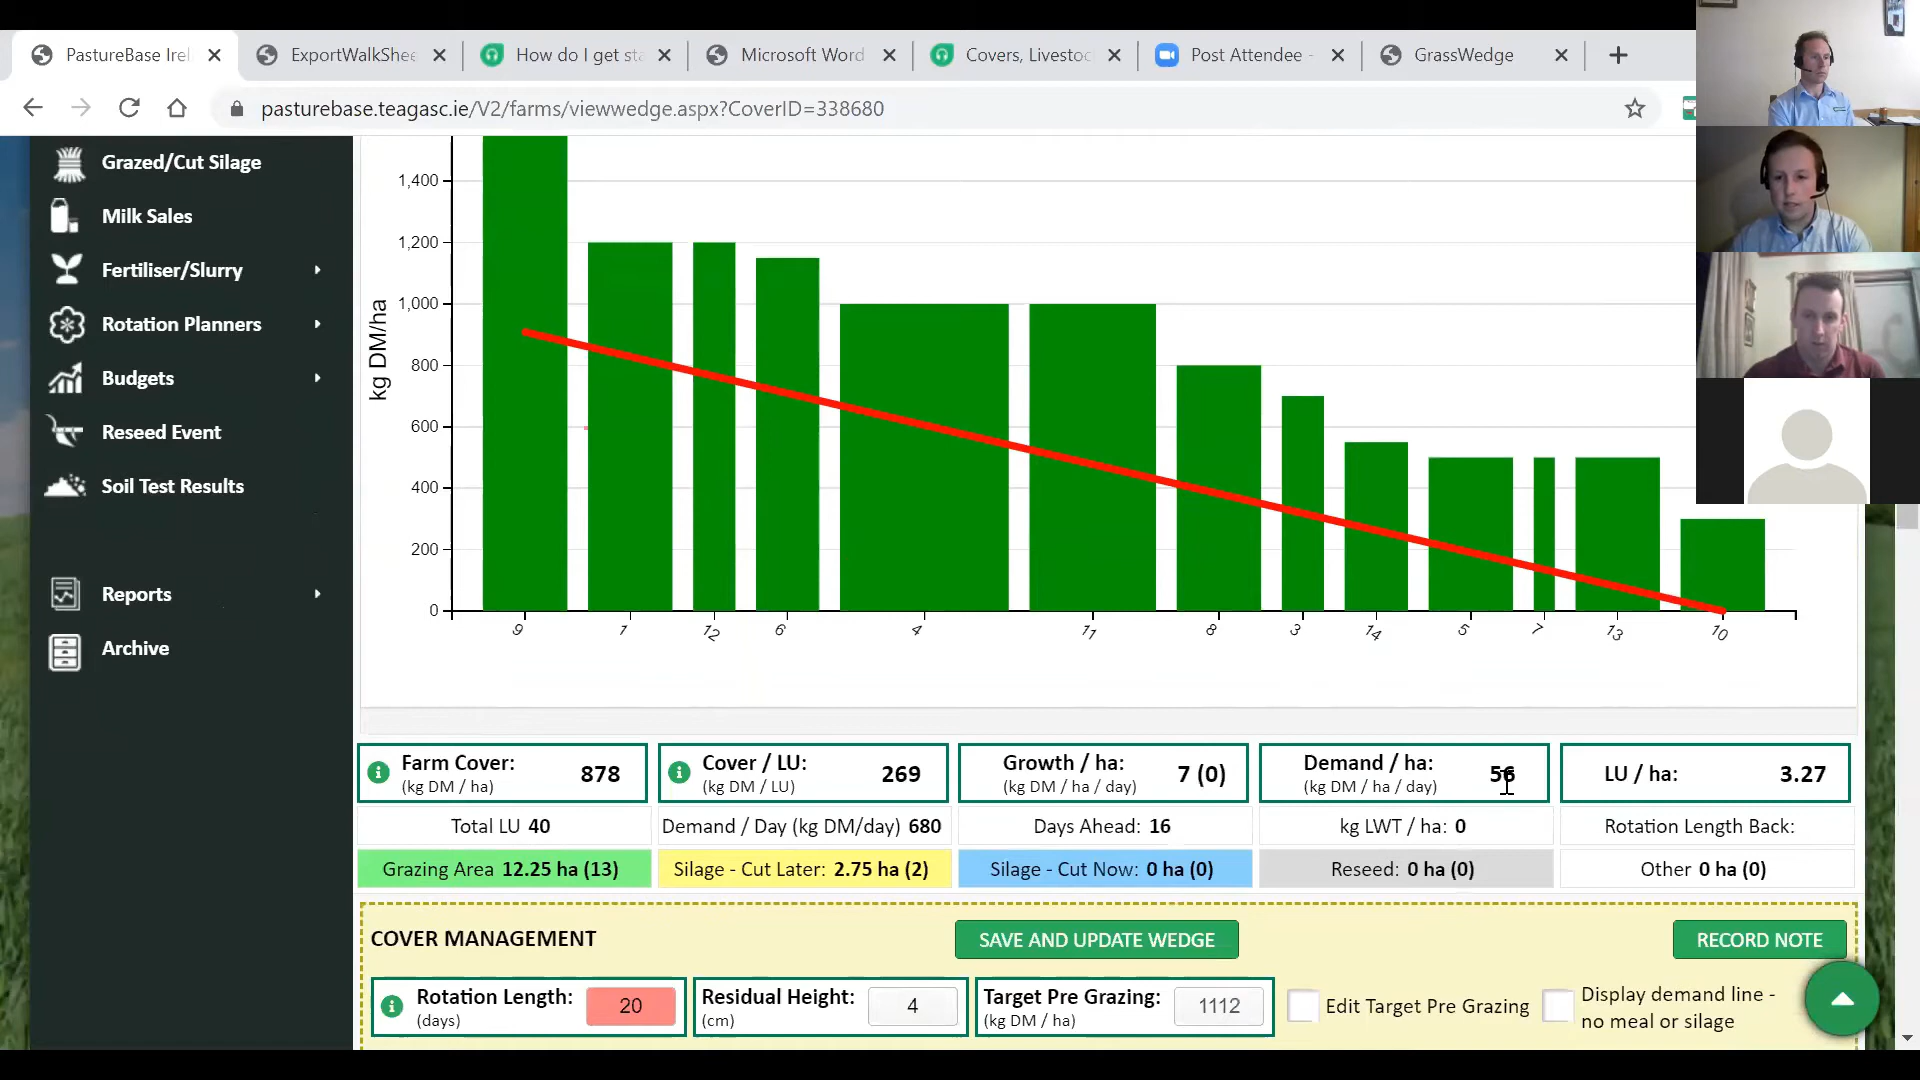 PastureBase Irel
ExportWalkShee
How do I get sta
Microsoft Word
Covers, Livestoc
Post Attendee -
GrassWedge
pasturebase.teagasc.ie/V2/farms/viewwedge.aspx?CoverID=338680
Grazed/Cut Silage
Milk Sales
Fertiliser/Slurry
Rotation Planners
Budgets
Reseed Event
Soil Test Results
Reports
Archive
kg DM/ha
1,400
1,200
1,000
800
600
400
200
0
9 1 12 6 4 11 8 3 14 5 7 13 10
Farm Cover: 878
(kg DM / ha)
Cover / LU: 269
(kg DM / LU)
Growth / ha: 7 (0)
(kg DM / ha / day)
Demand / ha: 56
(kg DM / ha / day)
LU / ha: 3.27
Total LU 40
Demand / Day (kg DM/day) 680
Days Ahead: 16
kg LWT / ha: 0
Rotation Length Back:
Grazing Area 12.25 ha (13)
Silage - Cut Later: 2.75 ha (2)
Silage - Cut Now: 0 ha (0)
Reseed: 0 ha (0)
Other 0 ha (0)
COVER MANAGEMENT
SAVE AND UPDATE WEDGE
RECORD NOTE
Rotation Length: 20
(days)
Residual Height: 4
(cm)
Target Pre Grazing: 1112
(kg DM / ha)
Edit Target Pre Grazing
Display demand line -
no meal or silage